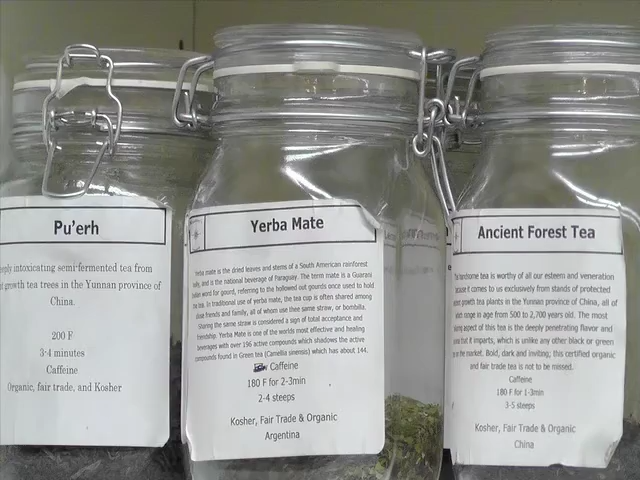 Pu'erh
intoxicating semi-fermented tea from
growth tea trees in the Yunnan province of
China.
200 F
3-4 minutes
Caffeine
Organic, fair trade, and Kosher
Yerba Mate
Yerba mate is the dried leaves and stems of a South American rainforest
and is the national beverage of Paraguay. The term mate is a Guarani
word for gourd, referring to the hollowed out gourds once used to hold
the tea. In traditional use of yerba mate, the tea cup is often shared among
close friends and family, all of whom use thee same straw, or bombilla.
Sharing the same straw is considered a sign of total acceptance and
friendship. Yerba Mate is one of the worlds most effective and healing
beverages with over 196 active compounds which shadows the active
compounds found in Green tea (Camellia sinensis) which has about 144.
Caffeine
180 F for 2-3min
2-4 steeps
Kosher, Fair Trade & Organic
Argentina
Ancient Forest Tea
handsome tea is worthy of all our esteem and veneration
it comes to us exclusively from stands of protected
growth tea plants in the Yunnan province of China, all of
range in age from 500 to 2,700 years old. The most
aspect of this tea is the deeply penetrating flavor and
that it imparts, which is unlike any other black or green
on the market. Bold, dark and inviting; this certified organic
and fair trade tea is not to be missed.
Caffeine
180 F for 1-3min
3-5 steeps
Kosher, Fair Trade & Organic
China